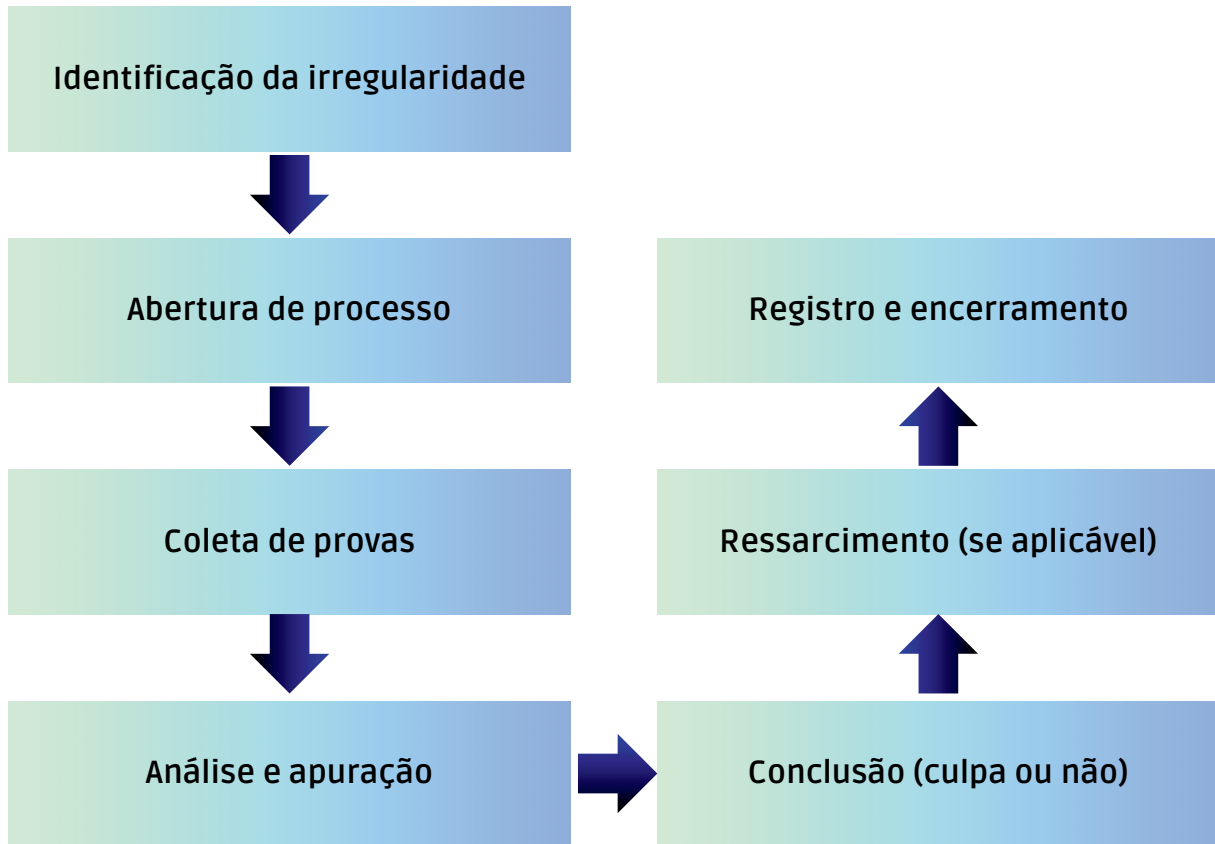 Identificação da irregularidade
Abertura de processo
Coleta de provas
Análise e apuração
Conclusão (culpa ou não)
Ressarcimento (se aplicável)
Registro e encerramento